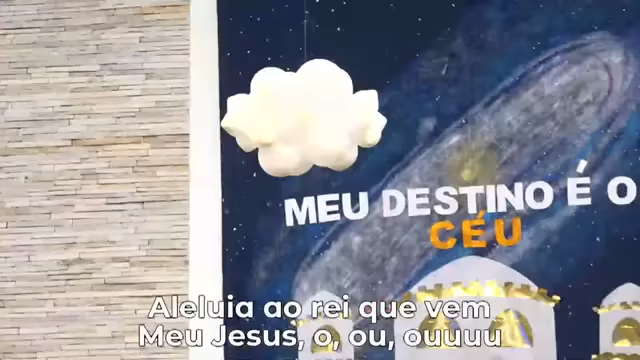 MEU DESTINO É O
CÉU
Aleluia ao rei que vem
Meu Jesus, o, ou, ouuuu